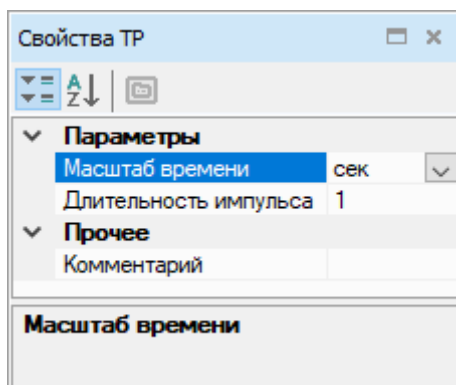 Свойства TP
Параметры
Масштаб времени сек
Длительность импульса 1
Прочее
Комментарий
Масштаб времени